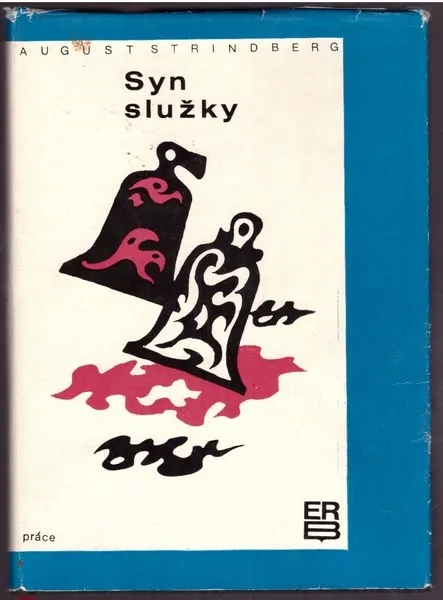 AUGUST STRINDBERG
Syn
služky
práce
ER
B